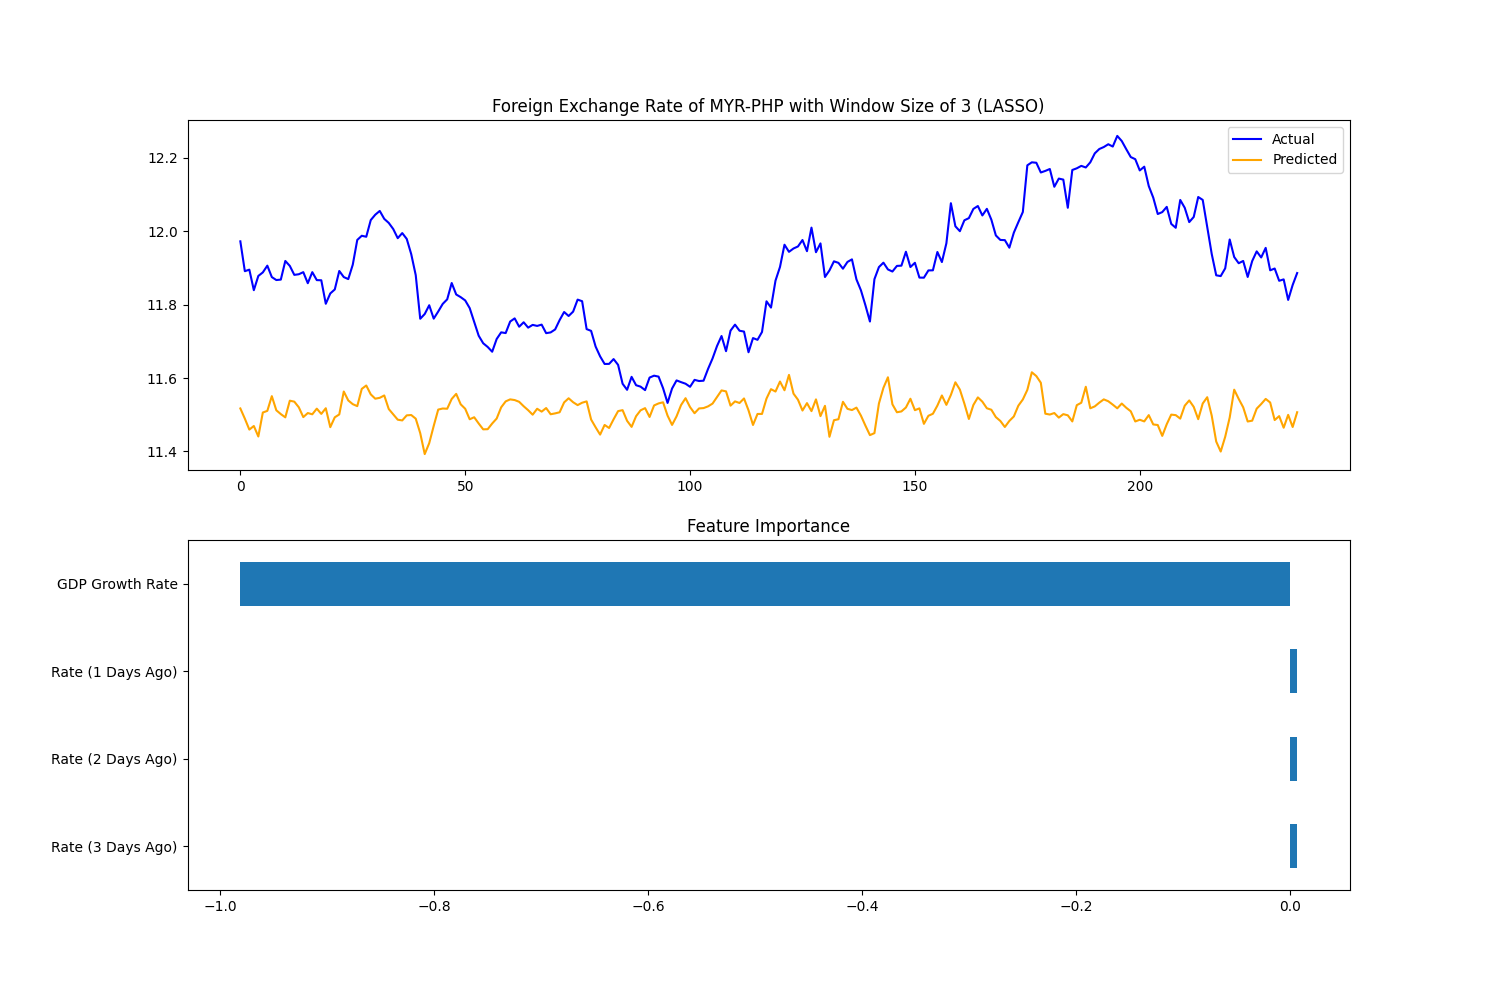 Foreign Exchange Rate of MYR-PHP with Window Size of 3 (LASSO)
Actual
Predicted
12.2
12.0
11.8
11.6
11.4
0
50
100
150
200
Feature Importance
GDP Growth Rate
Rate (1 Days Ago)
Rate (2 Days Ago)
Rate (3 Days Ago)
−1.0
−0.8
−0.6
−0.4
−0.2
0.0